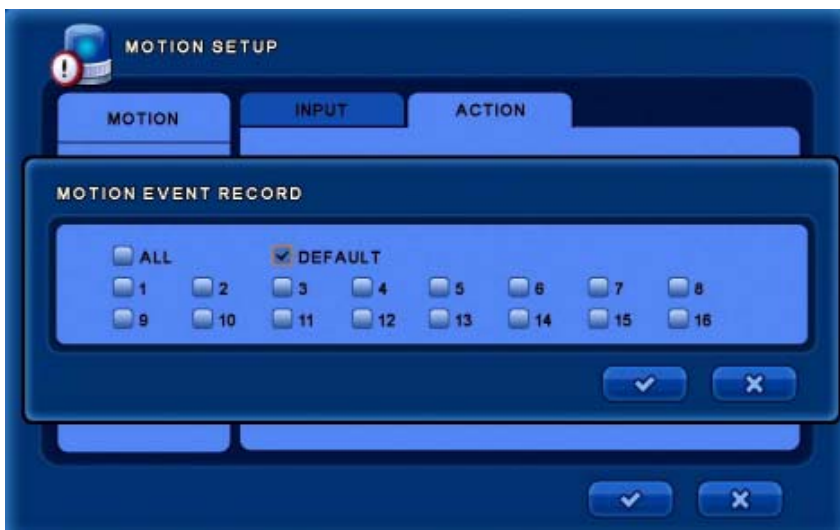 MOTION SETUP
MOTION INPUT ACTION
MOTION EVENT RECORD
ALL DEFAULT
1 2 3 4 5 6 7 8
9 10 11 12 13 14 15 16